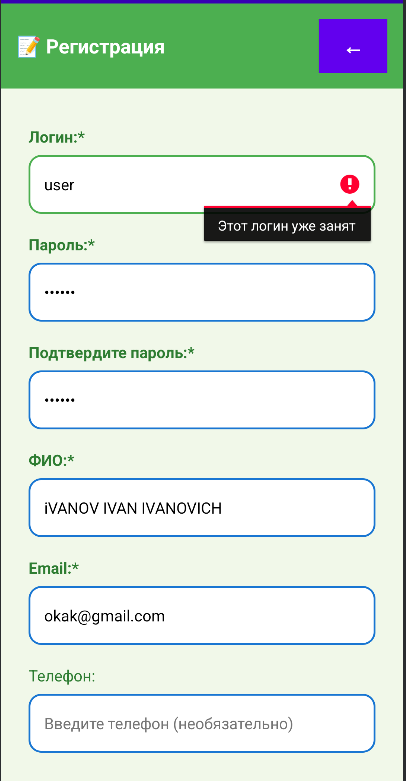 📝 Регистрация
←
Логин:*
user
Этот логин уже занят
Пароль:*
••••••
Подтвердите пароль:*
••••••
ФИО:*
iVANOV IVAN IVANOVICH
Email:*
okak@gmail.com
Телефон:
Введите телефон (необязательно)